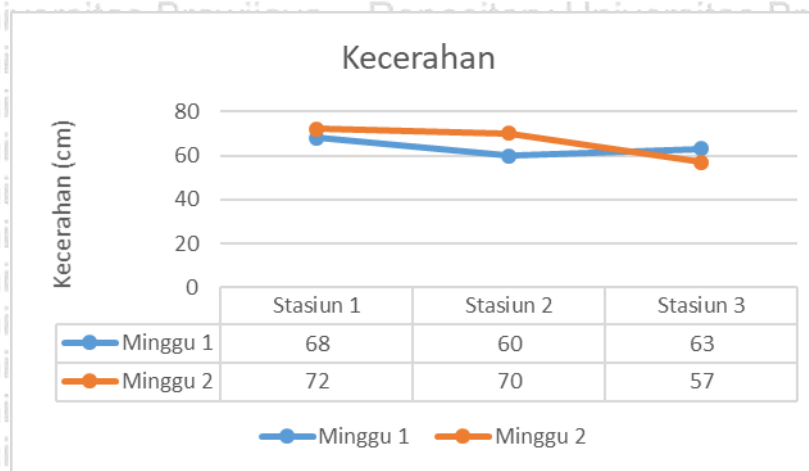 Kecerahan
Kecerahan (cm)
80
60
40
20
0
Stasiun 1 Stasiun 2 Stasiun 3
Minggu 1 68 60 63
Minggu 2 72 70 57
Minggu 1 Minggu 2